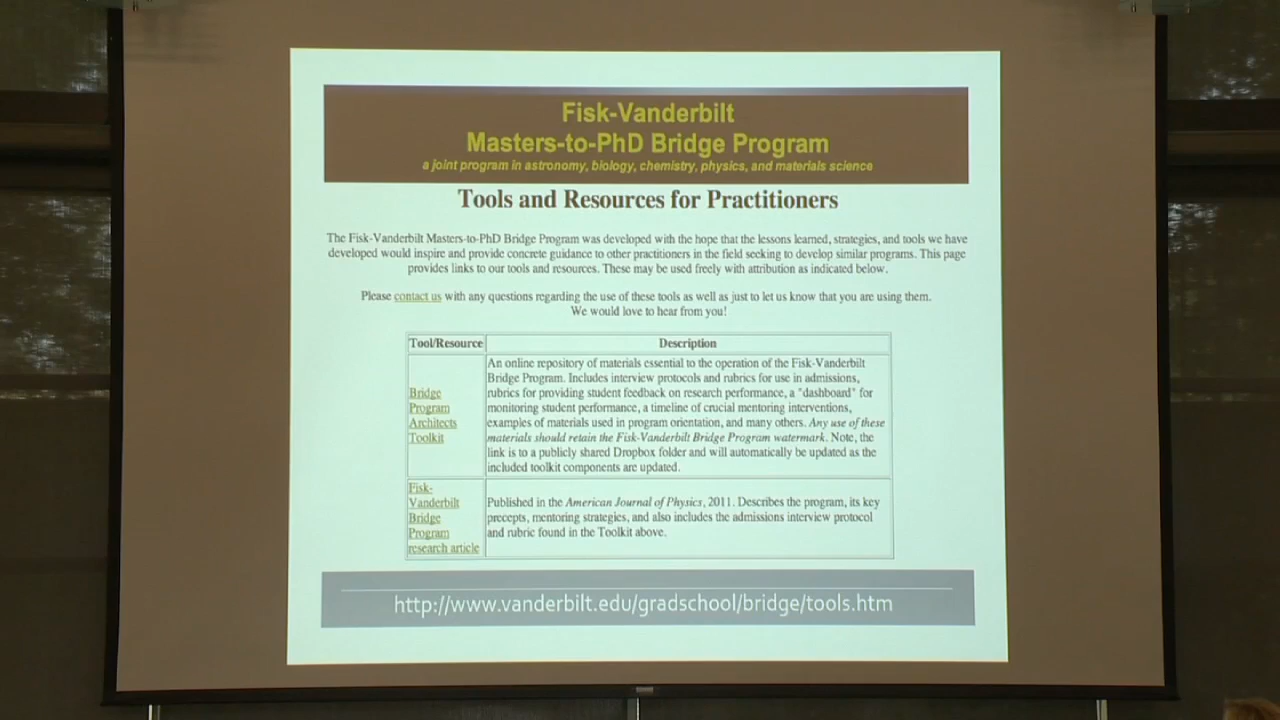 Fisk-Vanderbilt
Masters-to-PhD Bridge Program
a joint program in astronomy, biology, chemistry, physics, and materials science
Tools and Resources for Practitioners
The Fisk-Vanderbilt Masters-to-PhD Bridge Program was developed with the hope that the lessons learned, strategies, and tools we have
developed would inspire and provide concrete guidance to other practitioners in the field seeking to develop similar programs. This page
provides links to our tools and resources. These may be used freely with attribution as indicated below.
Please contact us with any questions regarding the use of these tools as well as just to let us know that you are using them.
We would love to hear from you!
Tool/Resource
Description
Bridge
Program
Architects
Toolkit
An online repository of materials essential to the operation of the Fisk-Vanderbilt
Bridge Program. Includes interview protocols and rubrics for use in admissions,
rubrics for providing student feedback on research performance, a "dashboard" for
monitoring student performance, a timeline of crucial mentoring interventions,
examples of materials used in program orientation, and many others. Any use of these
materials should retain the Fisk-Vanderbilt Bridge Program watermark. Note, the
link is to a publicly shared Dropbox folder and will automatically be updated as the
included toolkit components are updated.
Fisk-
Vanderbilt
Bridge
Program
research article
Published in the American Journal of Physics, 2011. Describes the program, its key
precepts, mentoring strategies, and also includes the admissions interview protocol
and rubric found in the Toolkit above.
http://www.vanderbilt.edu/gradschool/bridge/tools.htm